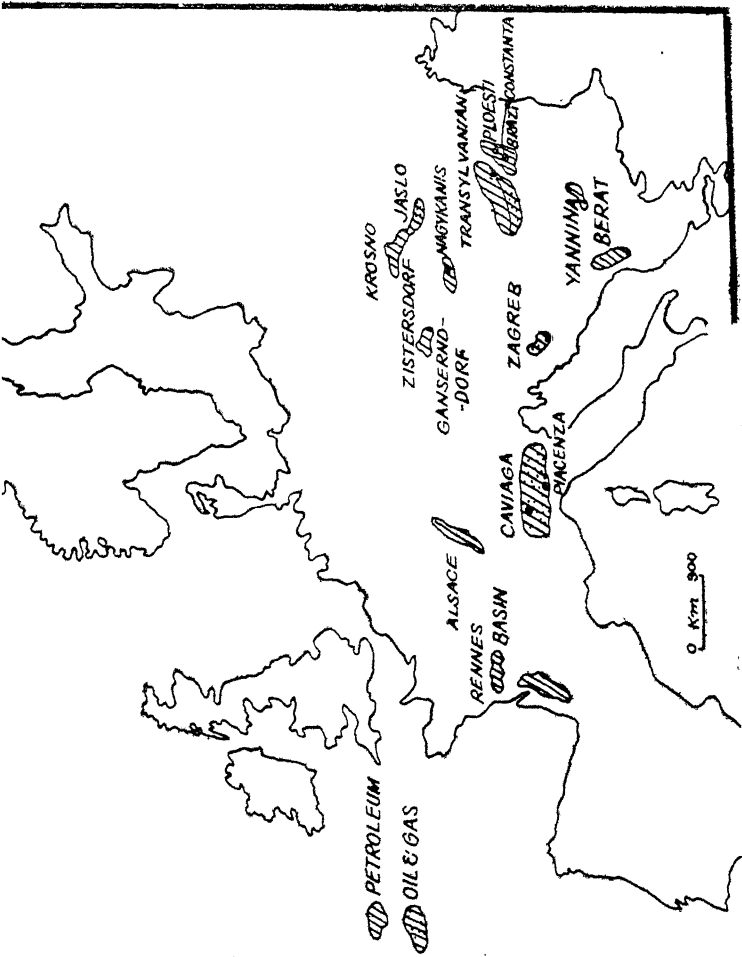 KROSNO
JASLO
ZISTERSDORF
NAGYKANIS
GANSERND-
-DORF
TRANSYLVANIAN
PLOESTI
BRAZI
CONSTANTA
ZAGREB
YANNINA
BERAT
ALSACE
CAVIAGA
PIACENZA
RENNES
BASIN
0 Km 300
PETROLEUM
OIL & GAS